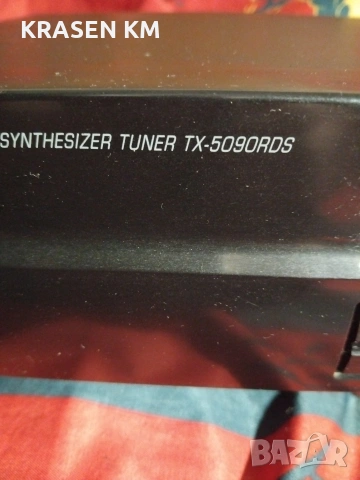 KRASEN KM
SYNTHESIZER TUNER TX-5090RDS
BAZAR